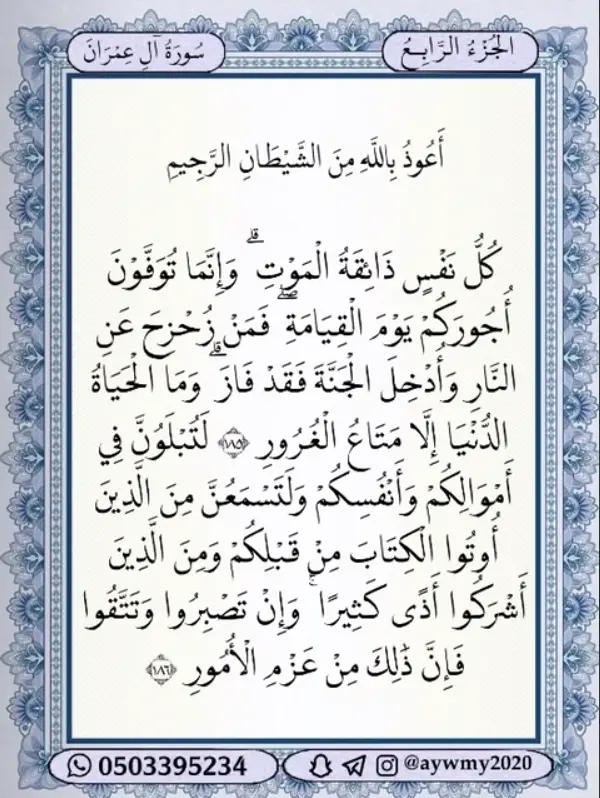 الجُزْءُ الرَّابِعُ
سُورَةُ آلِ عِمْرَانَ
أَعُوذُ بِاللَّهِ مِنَ الشَّيْطَانِ الرَّجِيمِ
كُلُّ نَفْسٍ ذَائِقَةُ الْمَوْتِ ۗ وَإِنَّمَا تُوَفَّوْنَ
أُجُورَكُمْ يَوْمَ الْقِيَامَةِ ۖ فَمَنْ زُحْزِحَ عَنِ
النَّارِ وَأُدْخِلَ الْجَنَّةَ فَقَدْ فَازَ ۗ وَمَا الْحَيَاةُ
الدُّنْيَا إِلَّا مَتَاعُ الْغُرُورِ ﴿١٨٥﴾ لَتُبْلَوُنَّ فِي
أَمْوَالِكُمْ وَأَنْفُسِكُمْ وَلَتَسْمَعُنَّ مِنَ الَّذِينَ
أُوتُوا الْكِتَابَ مِنْ قَبْلِكُمْ وَمِنَ الَّذِينَ
أَشْرَكُوا أَذًى كَثِيرًا ۚ وَإِنْ تَصْبِرُوا وَتَتَّقُوا
فَإِنَّ ذَٰلِكَ مِنْ عَزْمِ الْأُمُورِ ﴿١٨٦﴾
0503395234
@aywmy2020